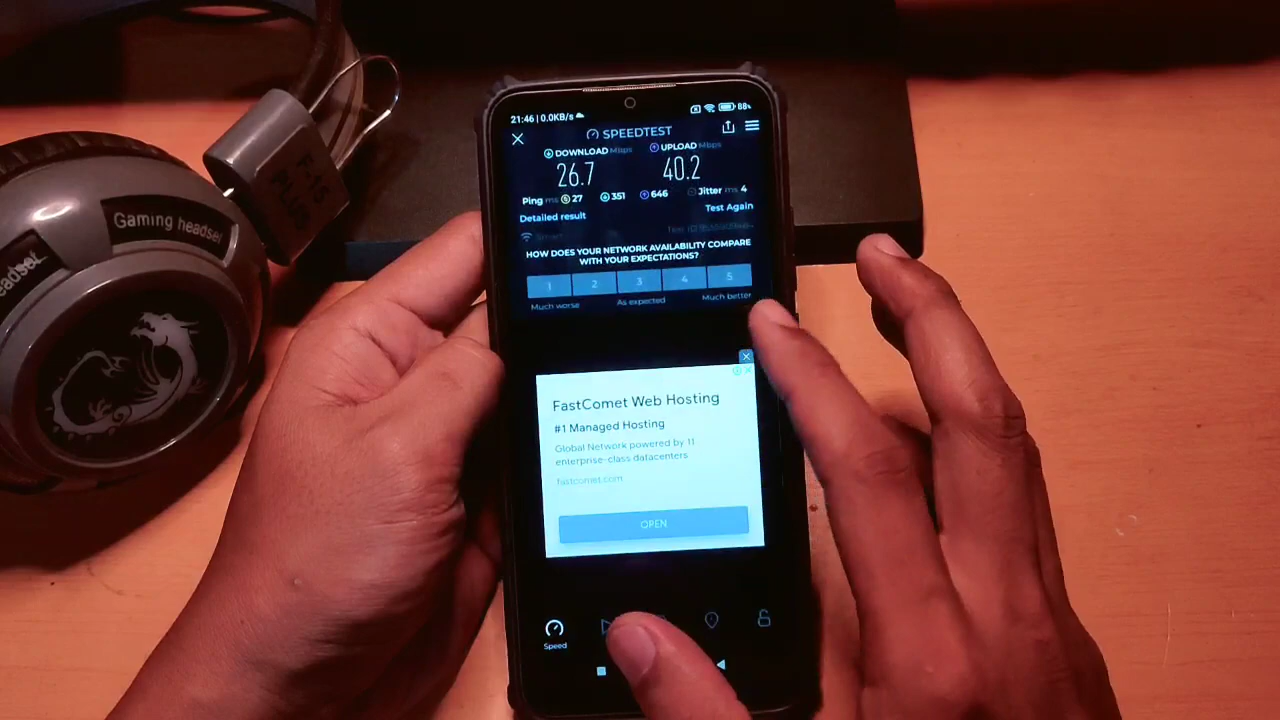 21:46 | 0.0KB/s
88%
SPEEDTEST
DOWNLOAD Mbps
UPLOAD Mbps
26.7
40.2
Ping ms 27 351 646 Jitter ms 4
Detailed result
Test Again
HOW DOES YOUR NETWORK AVAILABILITY COMPARE
WITH YOUR EXPECTATIONS?
1 2 3 4 5
Much worse As expected Much better
FastComet Web Hosting
#1 Managed Hosting
Global Network powered by 11
enterprise-class datacenters
fastcomet.com
OPEN
Speed
F-15
PLUS
Gaming headset